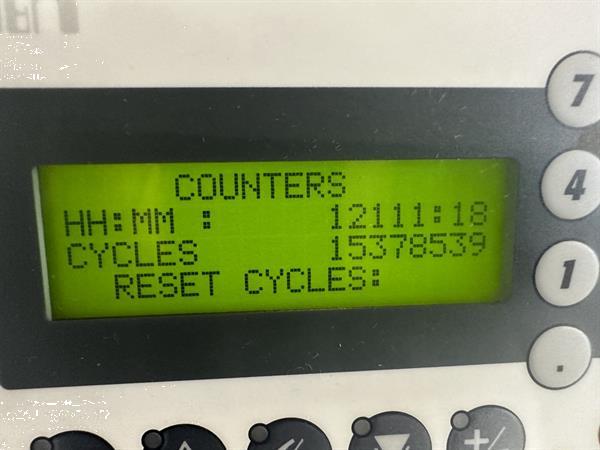 COUNTERS
HH:MM : 12111:18
CYCLES 15378539
RESET CYCLES:
7
4
1
.
+/